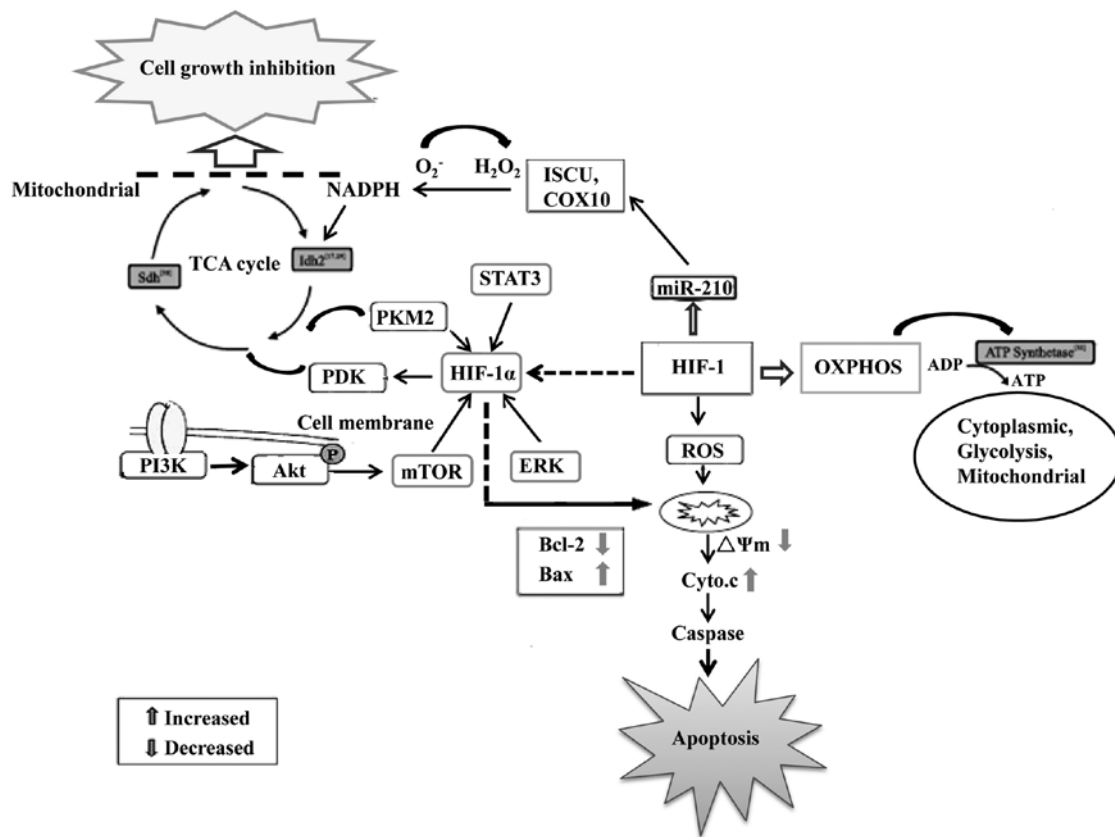 Cell growth inhibition
Mitochondrial
O₂⁻
H₂O₂
NADPH
ISCU,
COX10
TCA cycle
Idh2
Sdh
STAT3
miR-210
PKM2
PDK
HIF-1α
HIF-1
OXPHOS
ADP
ATP Synthetase
ATP
Cytoplasmic,
Glycolysis,
Mitochondrial
Cell membrane
P
PI3K
Akt
mTOR
ERK
ROS
Bcl-2
Bax
△Ψm
Cyto.c
Caspase
Apoptosis
Increased
Decreased